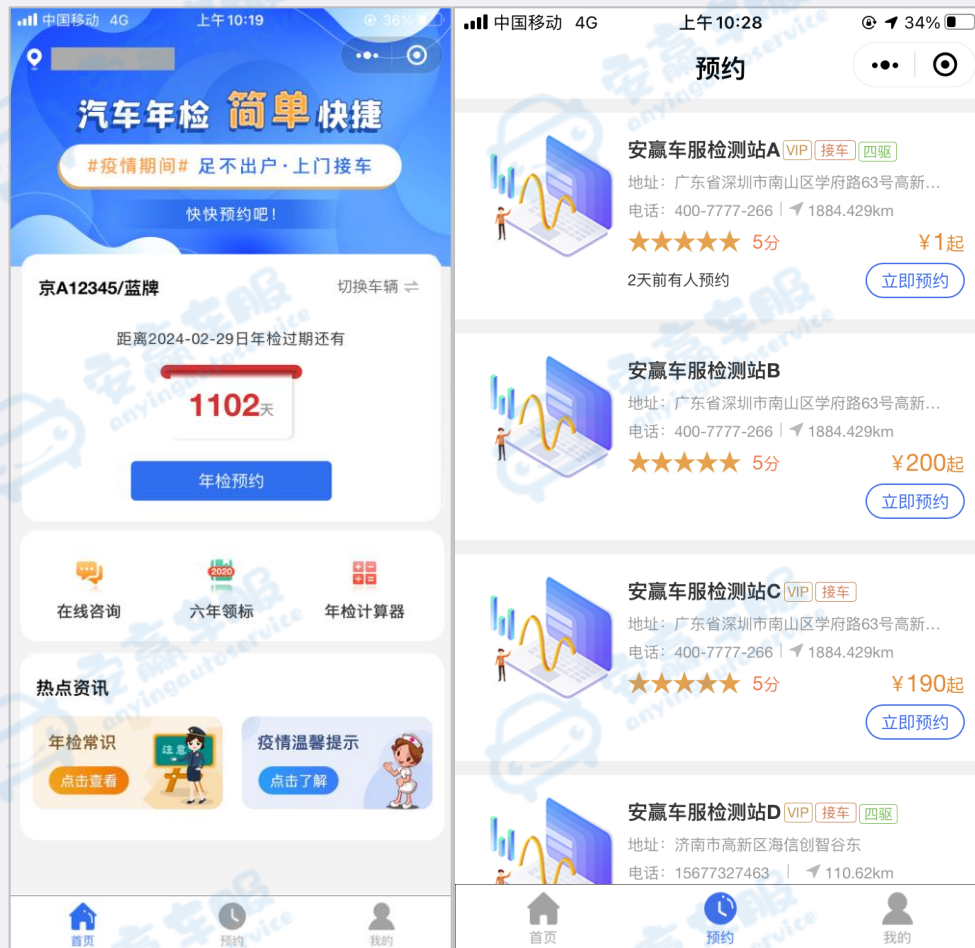 中国移动 4G 上午10:19 36%
汽车年检 简单快捷
#疫情期间# 足不出户·上门接车
快快预约吧！
京A12345/蓝牌 切换车辆
距离2024-02-29日年检过期还有
1102天
年检预约
2020
在线咨询 六年领标 年检计算器
热点资讯
年检常识
注意
点击查看
疫情温馨提示
点击了解
首页 预约 我的
中国移动 4G 上午10:28 34%
预约
安赢车服检测站A VIP 接车 四驱
地址：广东省深圳市南山区学府路63号高新...
电话：400-7777-266 1884.429km
5分 ¥1起
2天前有人预约 立即预约
安赢车服检测站B
地址：广东省深圳市南山区学府路63号高新...
电话：400-7777-266 1884.429km
5分 ¥200起
立即预约
安赢车服检测站C VIP 接车
地址：广东省深圳市南山区学府路63号高新...
电话：400-7777-266 1884.429km
5分 ¥190起
立即预约
安赢车服检测站D VIP 接车 四驱
地址：济南市高新区海信创智谷东
电话：15677327463 110.62km
首页 预约 我的
安赢车服
anyingautoservice